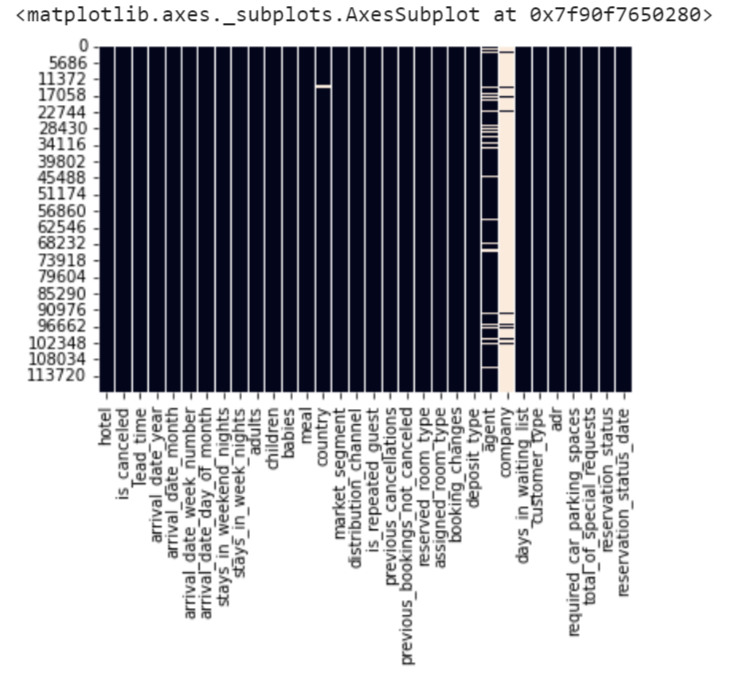 <matplotlib.axes._subplots.AxesSubplot at 0x7f90f7650280>
0
5686
11372
17058
22744
28430
34116
39802
45488
51174
56860
62546
68232
73918
79604
85290
90976
96662
102348
108034
113720
hotel
is_canceled
lead_time
arrival_date_year
arrival_date_month
arrival_date_week_number
arrival_date_day_of_month
stays_in_weekend_nights
stays_in_week_nights
adults
children
babies
meal
country
market_segment
distribution_channel
is_repeated_guest
previous_cancellations
previous_bookings_not_canceled
reserved_room_type
assigned_room_type
booking_changes
deposit_type
agent
company
days_in_waiting_list
customer_type
adr
required_car_parking_spaces
total_of_special_requests
reservation_status
reservation_status_date